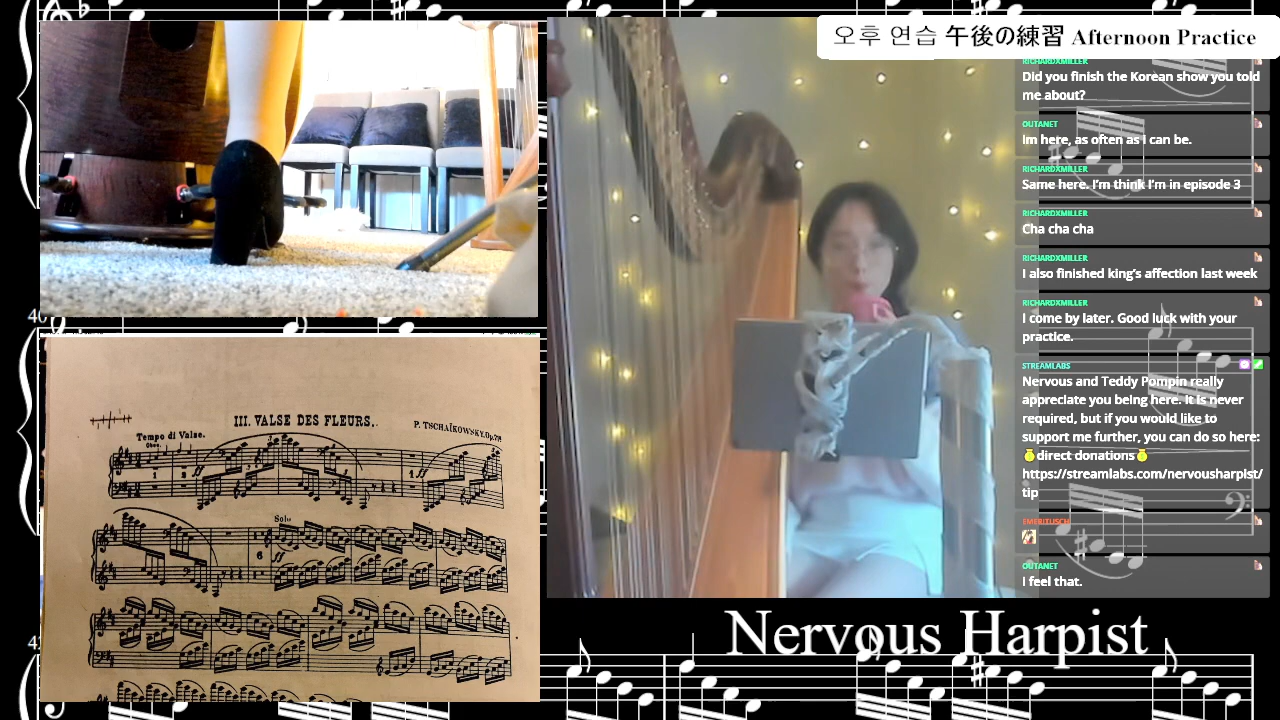 오후 연습 午後の練習 Afternoon Practice
RICHARDXMILLER
Did you finish the Korean show you told
me about?
OUTANET
Im here, as often as I can be.
RICHARDXMILLER
Same here. I'm think I'm in episode 3
RICHARDXMILLER
Cha cha cha
RICHARDXMILLER
I also finished king's affection last week
RICHARDXMILLER
I come by later. Good luck with your
practice.
STREAMLABS
Nervous and Teddy Pompin really
appreciate you being here. It is never
required, but if you would like to
support me further, you can do so here:
💰direct donations💰
https://streamlabs.com/nervousharpist/
tip
EMERITUSCH
OUTANET
I feel that.
III. VALSE DES FLEURS.
P. TSCHAÏKOWSKY.
Tempo di Valse.
Solo
6
40
Nervous Harpist